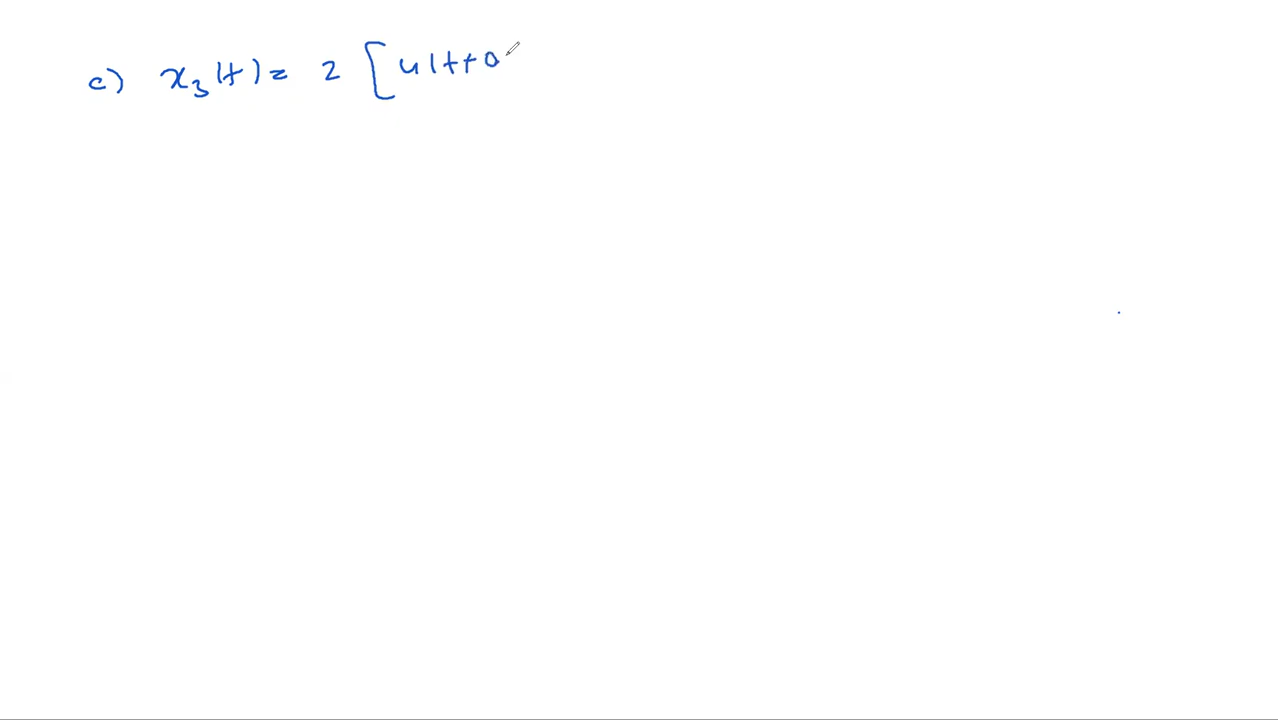 c) x₃(t) = 2 [u(t+0